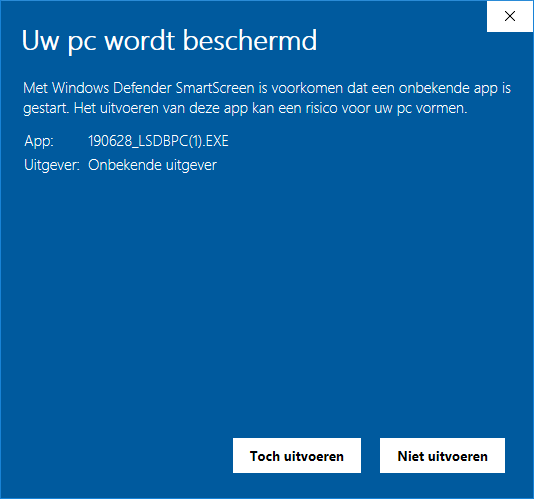 Uw pc wordt beschermd
Met Windows Defender SmartScreen is voorkomen dat een onbekende app is
gestart. Het uitvoeren van deze app kan een risico voor uw pc vormen.
App: 190628_LSDBPC(1).EXE
Uitgever: Onbekende uitgever
Toch uitvoeren Niet uitvoeren